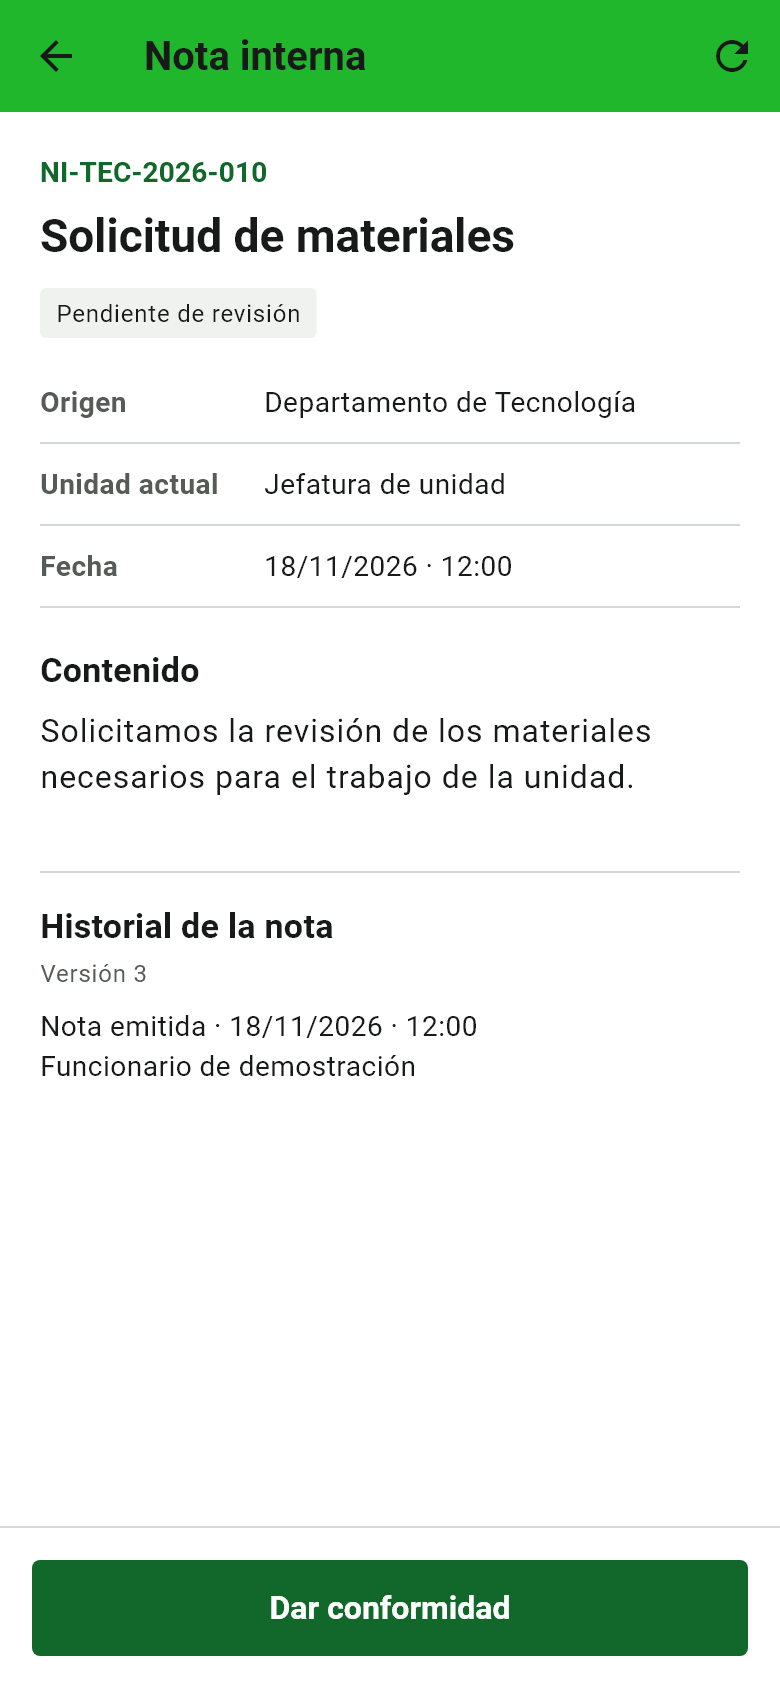 Nota interna
NI-TEC-2026-010
Solicitud de materiales
Pendiente de revisión
Origen Departamento de Tecnología
Unidad actual Jefatura de unidad
Fecha 18/11/2026 · 12:00
Contenido
Solicitamos la revisión de los materiales
necesarios para el trabajo de la unidad.
Historial de la nota
Versión 3
Nota emitida · 18/11/2026 · 12:00
Funcionario de demostración
Dar conformidad